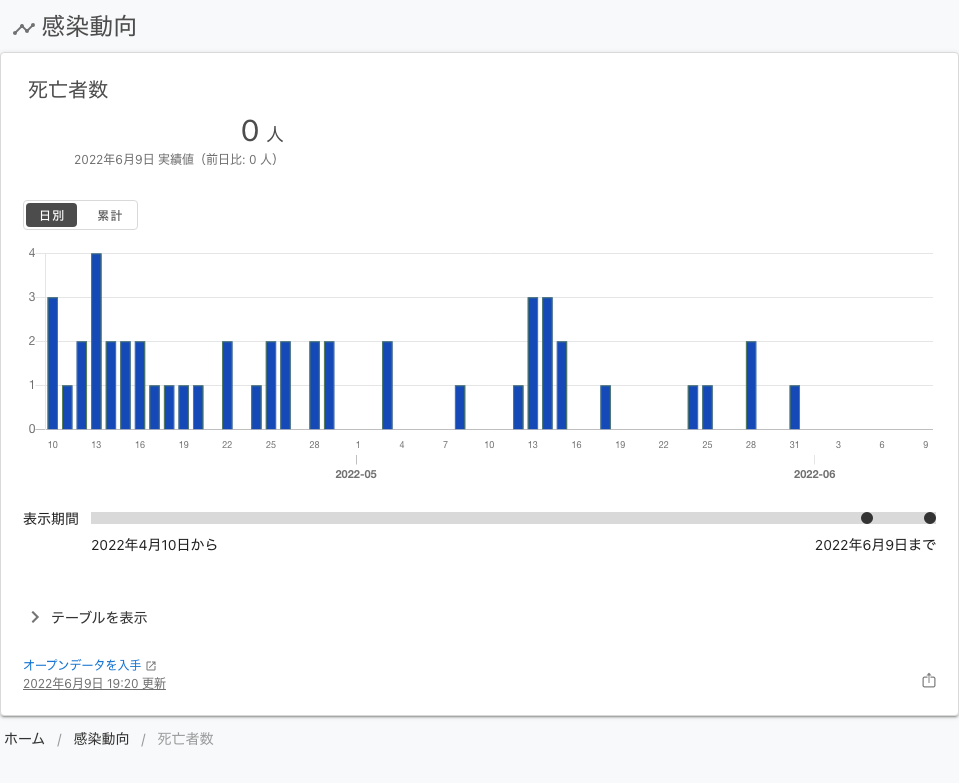 感染動向
死亡者数
0 人
2022年6月9日 実績値（前日比: 0 人）
日別 累計
4
3
2
1
0
10 13 16 19 22 25 28 1 4 7 10 13 16 19 22 25 28 31 3 6 9
2022-05 2022-06
表示期間
2022年4月10日から 2022年6月9日まで
テーブルを表示
オープンデータを入手
2022年6月9日 19:20 更新
ホーム / 感染動向 / 死亡者数